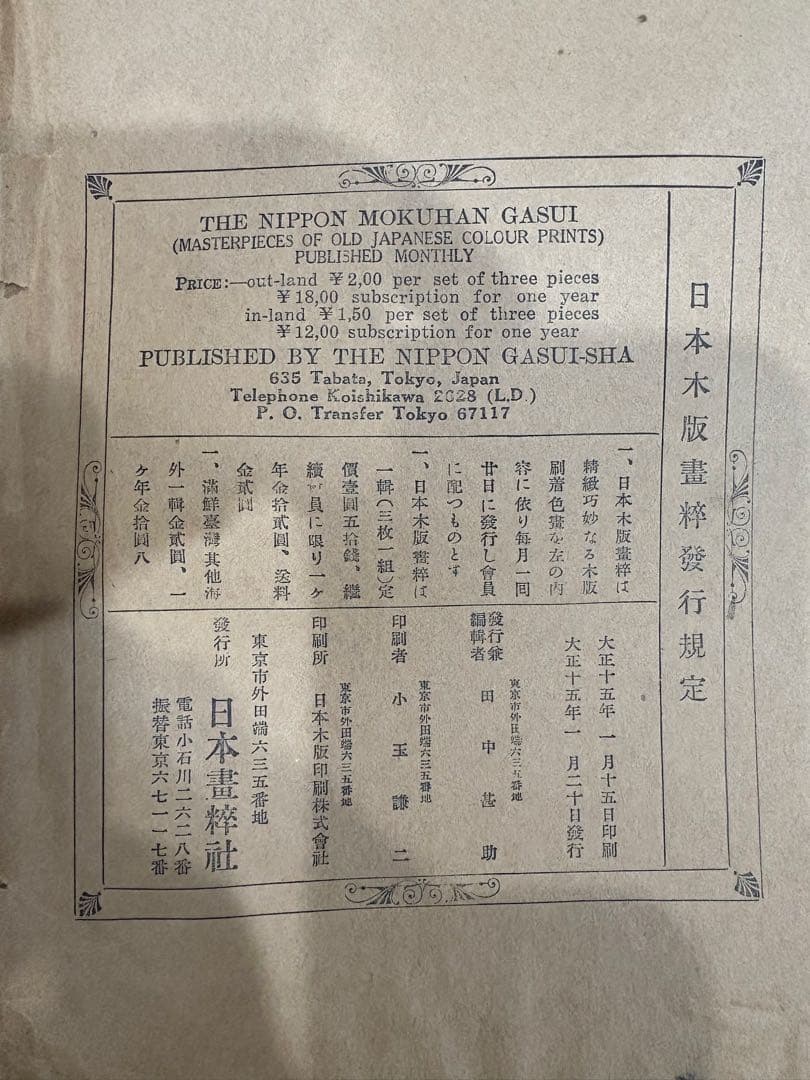 日本木版畫粹發行規定
THE NIPPON MOKUHAN GASUI
(MASTERPIECES OF OLD JAPANESE COLOUR PRINTS)
PUBLISHED MONTHLY
PRICE:—out-land ¥2,00 per set of three pieces
¥18,00 subscription for one year
in-land ¥1,50 per set of three pieces
¥12,00 subscription for one year
PUBLISHED BY THE NIPPON GASUI-SHA
635 Tabata, Tokyo, Japan
Telephone Koishikawa 2628 (L.D.)
P. O. Transfer Tokyo 67117
一、日本木版畫粹は
精緻巧妙なる木版
刷着色畫を左の內
容に依り每月一回
廿日に發行し會員
に配つものとす
一、日本木版畫粹は
一輯(三枚一組)定
價壹圓五拾錢、繼
續會員に限り一ヶ
年金拾貳圓、送料
金貳圓
一、滿鮮臺灣其他海
外一輯金貳圓、一
ヶ年金拾圓八
大正十五年一月十五日印刷
大正十五年一月二十日發行
東京市外田端六三五番地
發行兼編輯者 田中甚助
東京市外田端六三五番地
印刷者 小玉謙二
東京市外田端六三五番地
印刷所 日本木版印刷株式會社
東京市外田端六三五番地
發行所 日本畫粹社
電話小石川二六二八番
振替東京六七一一七番